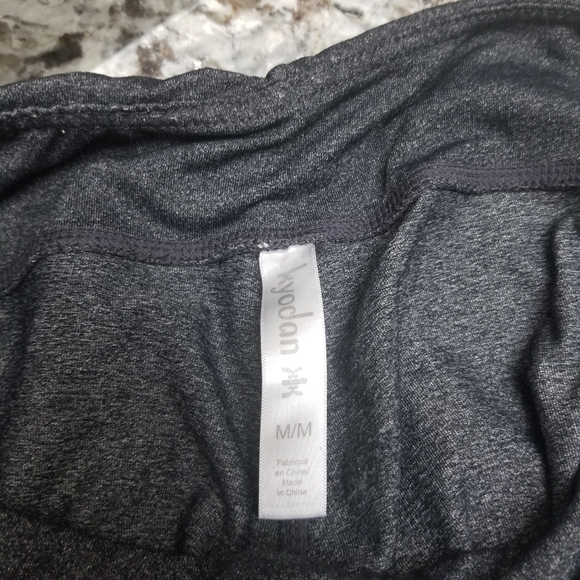 kyodan
M/M
Fabriqué
en Chine/
Made
in China